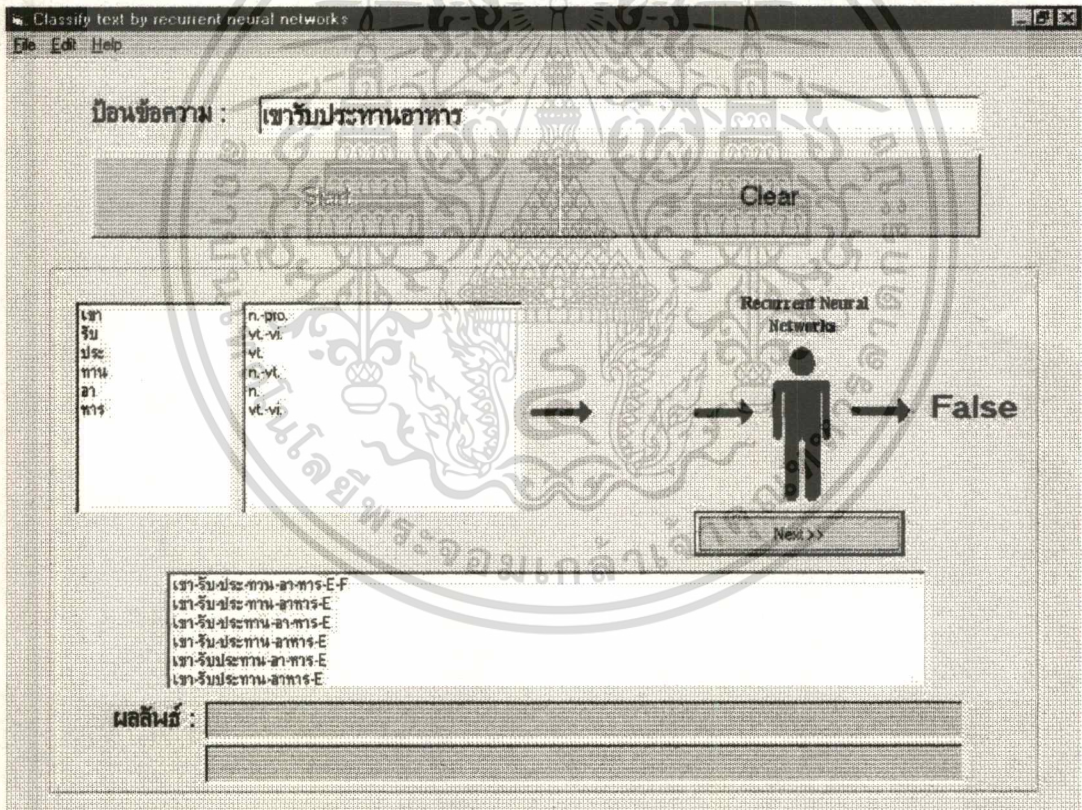 Classify text by recurrent neural networks
File Edit Help
ป้อนข้อความ : เขารับประทานอาหาร
Start Clear
เขา n.-pro.
รับ vt.-vi.
ประ vt.
ทาน n.-vt.
อา n.
หาร vt.-vi.
Recurrent Neural
Networks
False
Next >>
เขา-รับ-ประ-ทาน-อา-หาร-E-F
เขา-รับ-ประ-ทาน-อาหาร-E
เขา-รับ-ประทาน-อา-หาร-E
เขา-รับ-ประทาน-อาหาร-E
เขา-รับประทาน-อา-หาร-E
เขา-รับประทาน-อาหาร-E
ผลลัพธ์ :